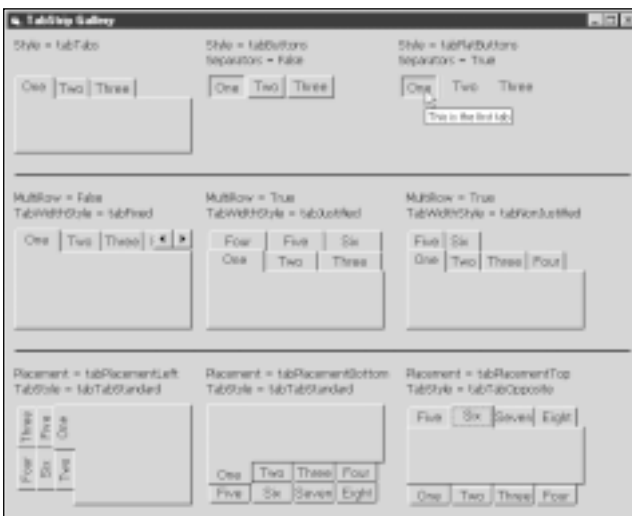 TabStrip Gallery
Style = tabTabs
One Two Three
Style = tabButtons
Separators = False
One Two Three
Style = tabFlatButtons
Separators = True
One Two Three
This is the first tab
MultiRow = False
TabWidthStyle = tabFixed
One Two Three
MultiRow = True
TabWidthStyle = tabJustified
Four Five Six
One Two Three
MultiRow = True
TabWidthStyle = tabNonJustified
Five Six
One Two Three Four
Placement = tabPlacementLeft
TabStyle = tabTabStandard
Three Five One
Four Six Two
Placement = tabPlacementBottom
TabStyle = tabTabStandard
One Two Three Four
Five Six Seven Eight
Placement = tabPlacementTop
TabStyle = tabTabOpposite
Five Six Seven Eight
One Two Three Four